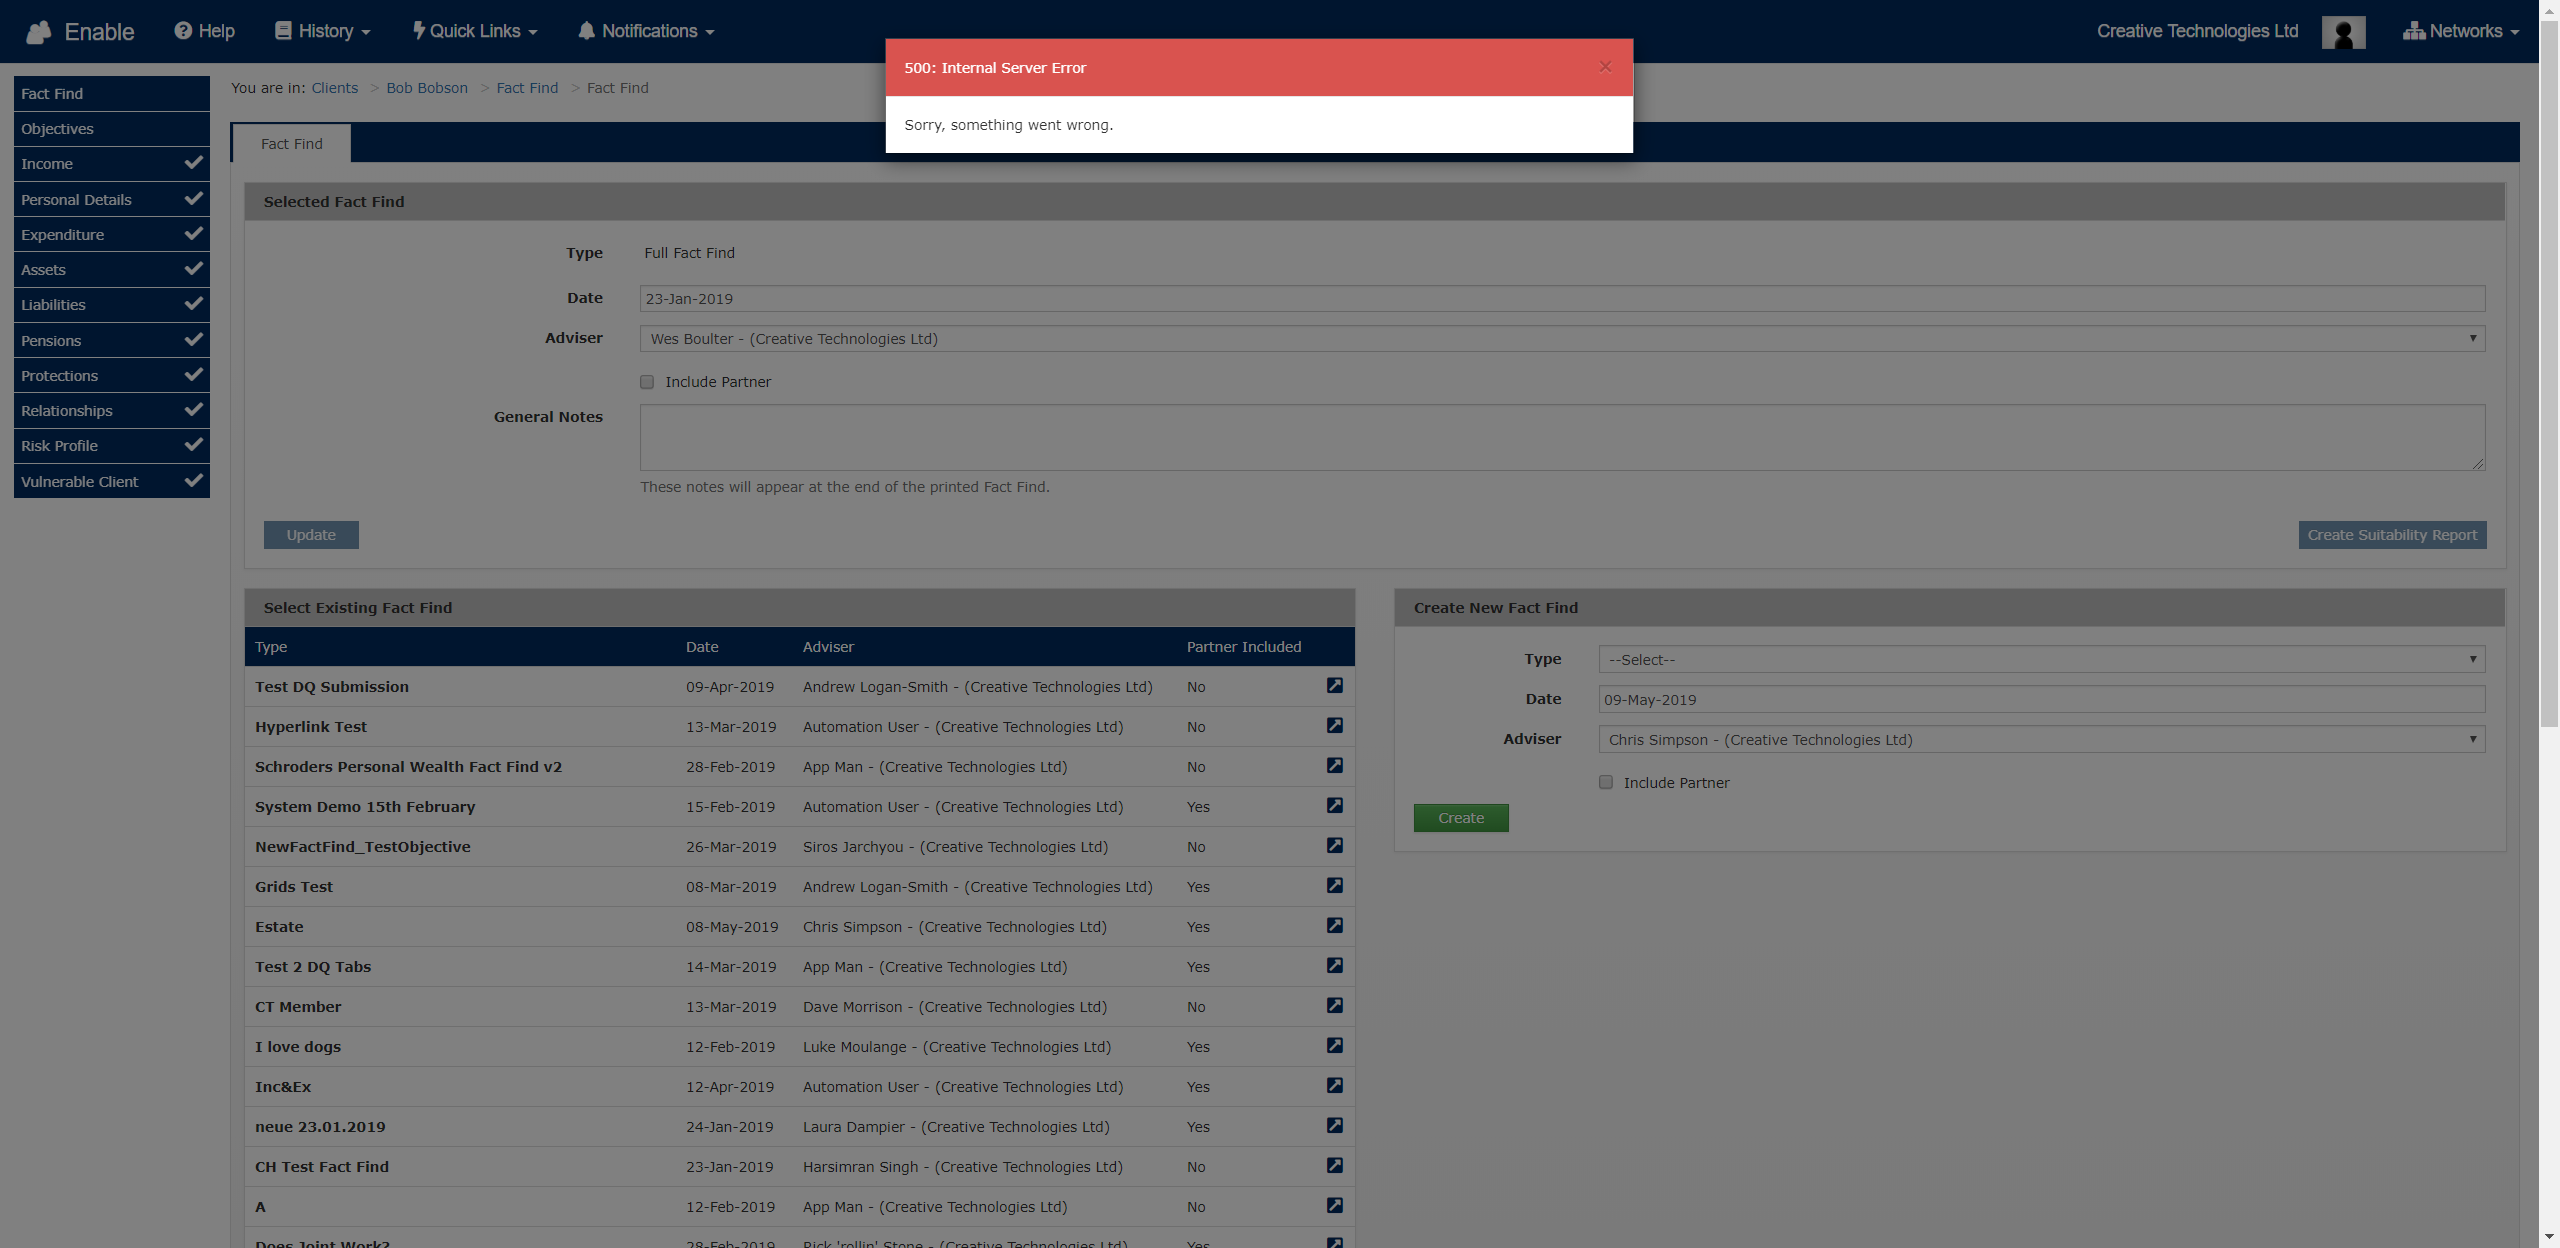 Enable Help History Quick Links Notifications Creative Technologies Ltd Networks
500: Internal Server Error ×
Sorry, something went wrong.
Fact Find
Objectives
Income
Personal Details
Expenditure
Assets
Liabilities
Pensions
Protections
Relationships
Risk Profile
Vulnerable Client
You are in: Clients > Bob Bobson > Fact Find > Fact Find
Fact Find
Selected Fact Find
Type Full Fact Find
Date 23-Jan-2019
Adviser Wes Boulter - (Creative Technologies Ltd)
Include Partner
General Notes
These notes will appear at the end of the printed Fact Find.
Update Create Suitability Report
Select Existing Fact Find
Type Date Adviser Partner Included
Test DQ Submission 09-Apr-2019 Andrew Logan-Smith - (Creative Technologies Ltd) No
Hyperlink Test 13-Mar-2019 Automation User - (Creative Technologies Ltd) No
Schroders Personal Wealth Fact Find v2 28-Feb-2019 App Man - (Creative Technologies Ltd) No
System Demo 15th February 15-Feb-2019 Automation User - (Creative Technologies Ltd) Yes
NewFactFind_TestObjective 26-Mar-2019 Siros Jarchyou - (Creative Technologies Ltd) No
Grids Test 08-Mar-2019 Andrew Logan-Smith - (Creative Technologies Ltd) Yes
Estate 08-May-2019 Chris Simpson - (Creative Technologies Ltd) Yes
Test 2 DQ Tabs 14-Mar-2019 App Man - (Creative Technologies Ltd) Yes
CT Member 13-Mar-2019 Dave Morrison - (Creative Technologies Ltd) No
I love dogs 12-Feb-2019 Luke Moulange - (Creative Technologies Ltd) Yes
Inc&Ex 12-Apr-2019 Automation User - (Creative Technologies Ltd) Yes
neue 23.01.2019 24-Jan-2019 Laura Dampier - (Creative Technologies Ltd) Yes
CH Test Fact Find 23-Jan-2019 Harsimran Singh - (Creative Technologies Ltd) No
A 12-Feb-2019 App Man - (Creative Technologies Ltd) No
Does Joint Work? 28-Feb-2019 Rick 'rollin' Stone - (Creative Technologies Ltd) Yes
Create New Fact Find
Type --Select--
Date 09-May-2019
Adviser Chris Simpson - (Creative Technologies Ltd)
Include Partner
Create